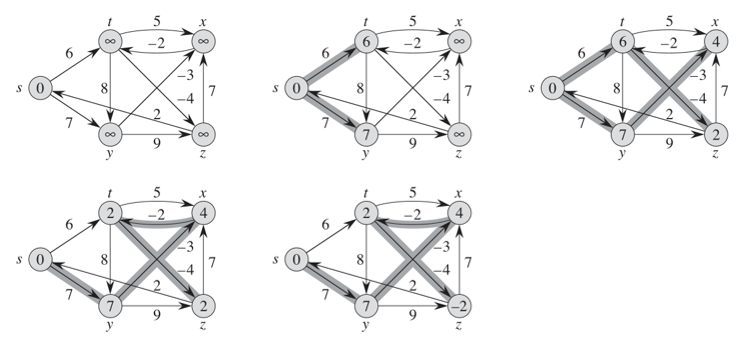 t 5 x
6 ∞ –2 ∞
s 0 8 –3 –4 7
7 2
∞ 9 ∞
y z
t 5 x
6 6 –2 ∞
s 0 8 –3 –4 7
7 2
7 9 ∞
y z
t 5 x
6 6 –2 4
s 0 8 –3 –4 7
7 2
7 9 2
y z
t 5 x
6 2 –2 4
s 0 8 –3 –4 7
7 2
7 9 2
y z
t 5 x
6 2 –2 4
s 0 8 –3 –4 7
7 2
7 9 –2
y z